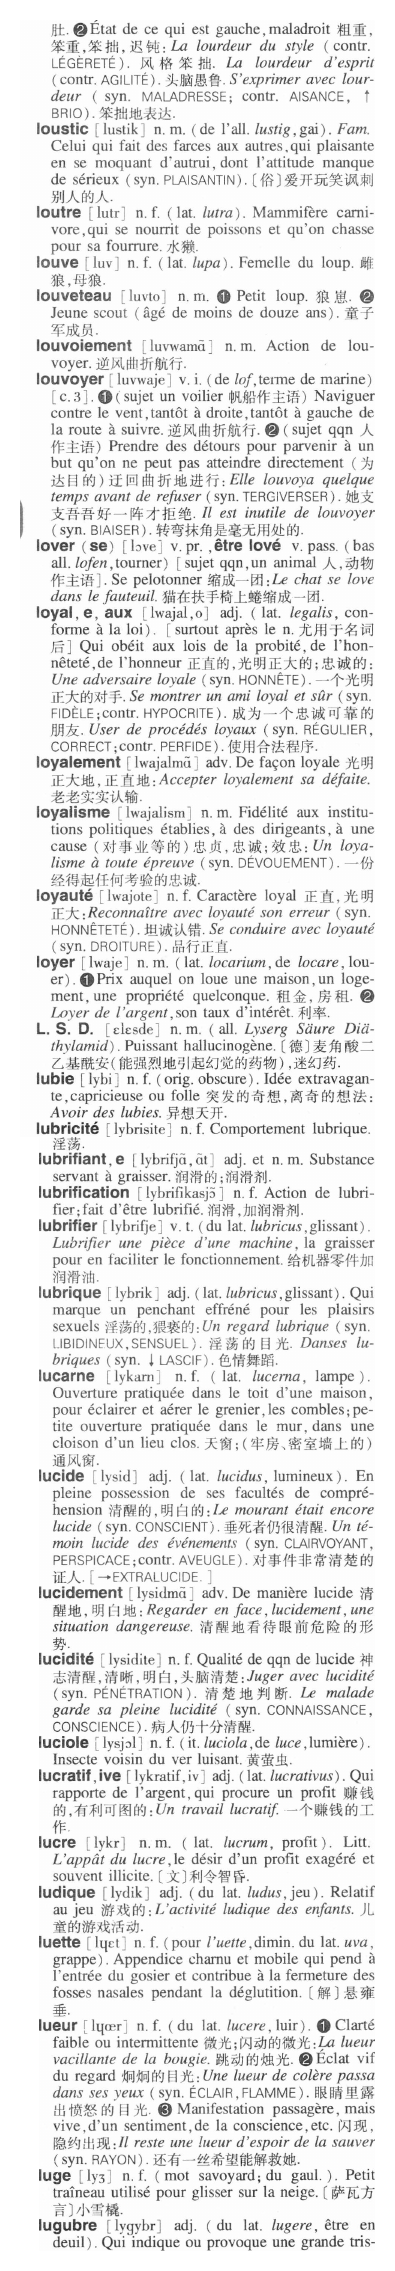 肚. ❷État de ce qui est gauche,maladroit 粗重,
笨重,笨拙,迟钝: La lourdeur du style ( contr.
LÉGÈRETÉ). 风格笨拙. La lourdeur d'esprit
( contr. AGILITÉ). 头脑愚鲁. S'exprimer avec lour-
deur ( syn. MALADRESSE; contr. AISANCE, ↑
BRIO). 笨拙地表达.
loustic [ lustik] n. m. ( de l'all. lustig, gai). Fam.
Celui qui fait des farces aux autres,qui plaisante
en se moquant d'autrui, dont l'attitude manque
de sérieux ( syn. PLAISANTIN). 〔俗〕爱开玩笑讽刺
别人的人.
loutre [ lutr] n. f. ( lat. lutra). Mammifère carni-
vore,qui se nourrit de poissons et qu'on chasse
pour sa fourrure. 水獭.
louve [ luv] n. f. ( lat. lupa). Femelle du loup. 雌
狼,母狼.
louveteau [ luvto] n. m. ❶ Petit loup. 狼崽. ❷
Jeune scout ( âgé de moins de douze ans). 童子
军成员.
louvoiement [ luvwamɑ̃] n. m. Action de lou-
voyer. 逆风曲折航行.
louvoyer [ luvwaje] v. i. ( de lof,terme de marine)
[ c. 3]. ❶( sujet un voilier 帆船作主语) Naviguer
contre le vent,tantôt à droite,tantôt à gauche de
la route à suivre. 逆风曲折航行. ❷( sujet qqn 人
作主语) Prendre des détours pour parvenir à un
but qu'on ne peut pas atteindre directement (为
达目的)迂回曲折地进行: Elle louvoya quelque
temps avant de refuser ( syn. TERGIVERSER). 她支
支吾吾好一阵才拒绝. Il est inutile de louvoyer
( syn. BIAISER). 转弯抹角是毫无用处的.
lover ( se) [ lɔve] v. pr. ,être lové v. pass. ( bas
all. lofen,tourner) [ sujet qqn,un animal 人,动物
作主语]. Se pelotonner 缩成一团:Le chat se love
dans le fauteuil. 猫在扶手椅上蜷缩成一团.
loyal, e, aux [ lwajal,o] adj. ( lat. legalis, con-
forme à la loi). [ surtout après le n. 尤用于名词
后] Qui obéit aux lois de la probité, de l'hon-
nêteté,de l'honneur 正直的,光明正大的;忠诚的:
Une adversaire loyale ( syn. HONNÊTE). 一个光明
正大的对手. Se montrer un ami loyal et sûr ( syn.
FIDÈLE;contr. HYPOCRITE). 成为一个忠诚可靠的
朋友. User de procédés loyaux ( syn. RÉGULIER,
CORRECT;contr. PERFIDE). 使用合法程序.
loyalement [ lwajalmɑ̃] adv. De façon loyale 光明
正大地,正直地:Accepter loyalement sa défaite.
老老实实认输.
loyalisme [ lwajalism] n. m. Fidélité aux institu-
tions politiques établies, à des dirigeants, à une
cause (对事业等的)忠贞,忠诚;效忠: Un loya-
lisme à toute épreuve ( syn. DÉVOUEMENT). 一份
经得起任何考验的忠诚.
loyauté [ lwajote] n. f. Caractère loyal 正直,光明
正大:Reconnaître avec loyauté son erreur ( syn.
HONNÊTETÉ). 坦诚认错. Se conduire avec loyauté
( syn. DROITURE). 品行正直.
loyer [ lwaje] n. m. ( lat. locarium, de locare, lou-
er). ❶Prix auquel on loue une maison,un loge-
ment, une propriété quelconque. 租金,房租. ❷
Loyer de l'argent,son taux d'intérêt. 利率.
L. S. D. [ ɛlɛsde] n. m. ( all. Lyserg Säure Diä-
thylamid). Puissant hallucinogène. 〔德〕麦角酸二
乙基酰安(能强烈地引起幻觉的药物),迷幻药.
lubie [ lybi] n. f. ( orig. obscure). Idée extravagan-
te,capricieuse ou folle 突发的奇想,离奇的想法:
Avoir des lubies. 异想天开.
lubricité [ lybrisite] n. f. Comportement lubrique.
淫荡.
lubrifiant, e [ lybrifjɑ̃,ɑ̃t] adj. et n. m. Substance
servant à graisser. 润滑的;润滑剂.
lubrification [ lybrifikasjɔ̃] n. f. Action de lubri-
fier;fait d'être lubrifié. 润滑,加润滑剂.
lubrifier [ lybrifje] v. t. ( du lat. lubricus,glissant).
Lubrifier une pièce d'une machine, la graisser
pour en faciliter le fonctionnement. 给机器零件加
润滑油.
lubrique [ lybrik] adj. ( lat. lubricus,glissant). Qui
marque un penchant effréné pour les plaisirs
sexuels 淫荡的,猥亵的:Un regard lubrique ( syn.
LIBIDINEUX,SENSUEL). 淫荡的目光. Danses lu-
briques ( syn. ↓LASCIF). 色情舞蹈.
lucarne [ lykarn] n. f. ( lat. lucerna, lampe).
Ouverture pratiquée dans le toit d'une maison,
pour éclairer et aérer le grenier,les combles;pe-
tite ouverture pratiquée dans le mur, dans une
cloison d'un lieu clos. 天窗;(牢房、密室墙上的)
通风窗.
lucide [ lysid] adj. ( lat. lucidus, lumineux). En
pleine possession de ses facultés de compré-
hension 清醒的,明白的:Le mourant était encore
lucide ( syn. CONSCIENT). 垂死者仍很清醒. Un té-
moin lucide des événements ( syn. CLAIRVOYANT,
PERSPICACE;contr. AVEUGLE). 对事件非常清楚的
证人. [→EXTRALUCIDE. ]
lucidement [ lysidmɑ̃] adv. De manière lucide 清
醒地,明白地:Regarder en face,lucidement,une
situation dangereuse. 清醒地看待眼前危险的形
势.
lucidité [ lysidite] n. f. Qualité de qqn de lucide 神
志清醒,清晰,明白,头脑清楚:Juger avec lucidité
( syn. PÉNÉTRATION). 清楚地判断. Le malade
garde sa pleine lucidité ( syn. CONNAISSANCE,
CONSCIENCE). 病人仍十分清醒.
luciole [ lysjɔl] n. f. ( it. luciola,de luce,lumière).
Insecte voisin du ver luisant. 黄萤虫.
lucratif,ive [ lykratif,iv] adj. ( lat. lucrativus). Qui
rapporte de l'argent,qui procure un profit 赚钱
的,有利可图的:Un travail lucratif. 一个赚钱的工
作.
lucre [ lykr] n. m. ( lat. lucrum, profit). Litt.
L'appât du lucre,le désir d'un profit exagéré et
souvent illicite. 〔文〕利令智昏.
ludique [ lydik] adj. ( du lat. ludus,jeu). Relatif
au jeu 游戏的:L'activité ludique des enfants. 儿
童的游戏活动.
luette [ lɥɛt] n. f. ( pour l'uette,dimin. du lat. uva,
grappe). Appendice charnu et mobile qui pend à
l'entrée du gosier et contribue à la fermeture des
fosses nasales pendant la déglutition. 〔解〕悬雍
垂.
lueur [ lɥœr] n. f. ( du lat. lucere, luir). ❶ Clarté
faible ou intermittente 微光;闪动的微光:La lueur
vacillante de la bougie. 跳动的烛光. ❷Éclat vif
du regard 炯炯的目光:Une lueur de colère passa
dans ses yeux ( syn. ÉCLAIR,FLAMME). 眼睛里露
出愤怒的目光. ❸ Manifestation passagère, mais
vive,d'un sentiment,de la conscience,etc. 闪现,
隐约出现:Il reste une lueur d'espoir de la sauver
( syn. RAYON). 还有一丝希望能解救她.
luge [ lyʒ] n. f. ( mot savoyard; du gaul. ). Petit
traîneau utilisé pour glisser sur la neige. 〔萨瓦方
言〕小雪橇.
lugubre [ lygybr] adj. ( du lat. lugere, être en
deuil). Qui indique ou provoque une grande tris-